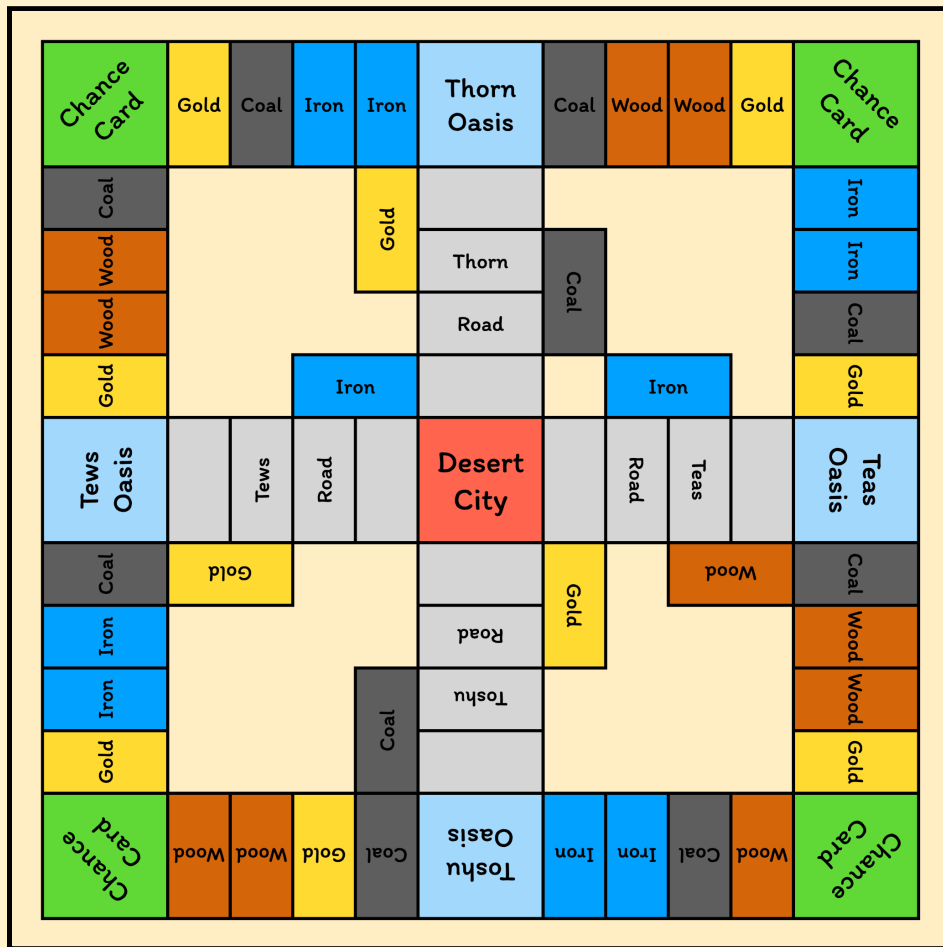 Chance
Card
Gold
Coal
Iron
Iron
Thorn
Oasis
Coal
Wood
Wood
Gold
Chance
Card
Coal
Wood
Wood
Gold
Gold
Thorn
Road
Coal
Iron
Iron
Iron
Iron
Coal
Gold
Tews
Oasis
Tews
Road
Desert
City
Road
Teas
Teas
Oasis
Coal
Iron
Iron
Gold
Gold
Road
Toshu
Coal
Gold
Wood
Coal
Wood
Wood
Gold
Chance
Card
Wood
Wood
Gold
Coal
Toshu
Oasis
Iron
Iron
Coal
Wood
Chance
Card